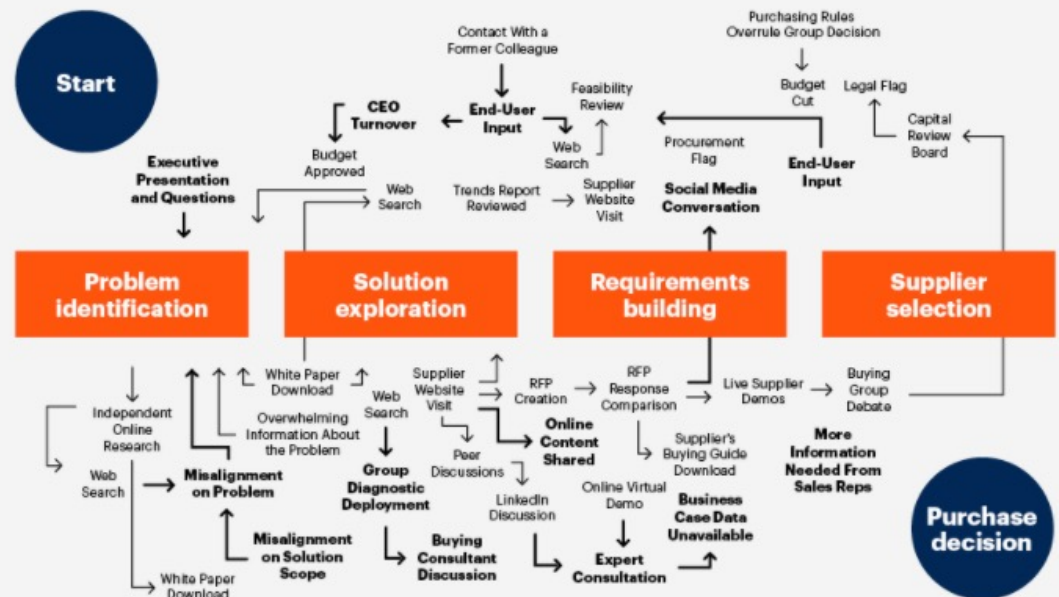 Start
Executive
Presentation
and Questions
Budget
Approved
CEO
Turnover
Contact With a
Former Colleague
End-User
Input
Web
Search
Feasibility
Review
Web
Search
Trends Report
Reviewed
Supplier
Website
Visit
Purchasing Rules
Overrule Group Decision
Budget
Cut
Legal Flag
Capital
Review
Board
Procurement
Flag
End-User
Input
Social Media
Conversation
Problem
identification
Solution
exploration
Requirements
building
Supplier
selection
Independent
Online
Research
Web
Search
White Paper
Download
Overwhelming
Information About
the Problem
Misalignment
on Problem
Misalignment
on Solution
Scope
White Paper
Download
Web
Search
Supplier
Website
Visit
Group
Diagnostic
Deployment
Peer
Discussions
Buying
Consultant
Discussion
LinkedIn
Discussion
RFP
Creation
Online
Content
Shared
RFP
Response
Comparison
Supplier's
Buying Guide
Download
Online Virtual
Demo
Expert
Consultation
Business
Case Data
Unavailable
Live Supplier
Demos
Buying
Group
Debate
More
Information
Needed From
Sales Reps
Purchase
decision